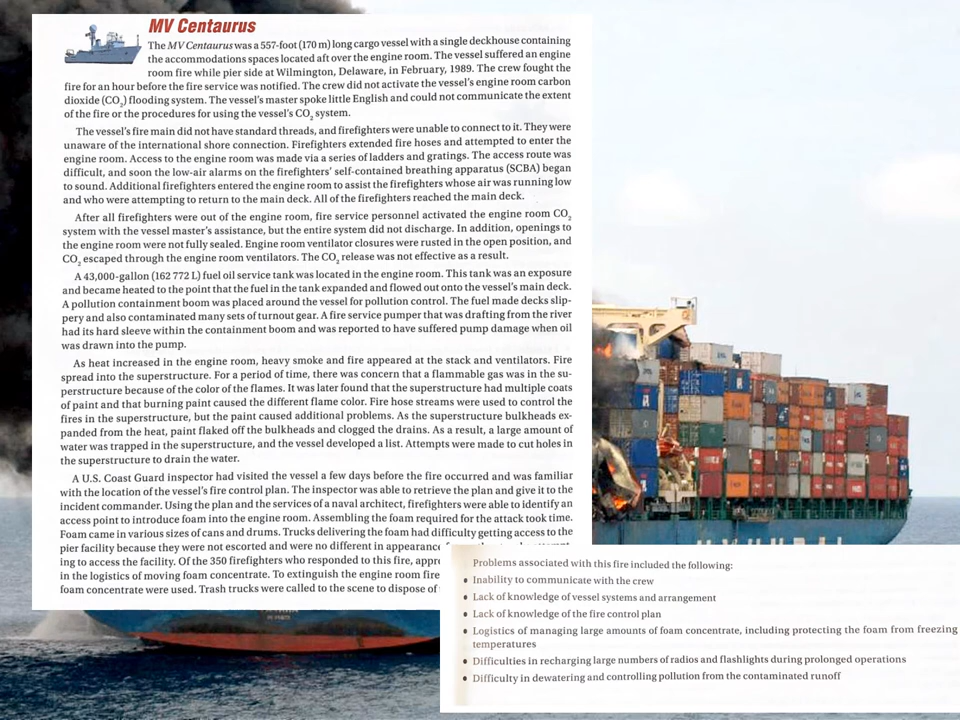 MV Centaurus
The MV Centaurus was a 557-foot (170 m) long cargo vessel with a single deckhouse containing
the accommodations spaces located aft over the engine room. The vessel suffered an engine
room fire while pier side at Wilmington, Delaware, in February, 1989. The crew fought the
fire for an hour before the fire service was notified. The crew did not activate the vessel's engine room carbon
dioxide (CO₂) flooding system. The vessel's master spoke little English and could not communicate the extent
of the fire or the procedures for using the vessel's CO₂ system.
The vessel's fire main did not have standard threads, and firefighters were unable to connect to it. They were
unaware of the international shore connection. Firefighters extended fire hoses and attempted to enter the
engine room. Access to the engine room was made via a series of ladders and gratings. The access route was
difficult, and soon the low-air alarms on the firefighters' self-contained breathing apparatus (SCBA) began
to sound. Additional firefighters entered the engine room to assist the firefighters whose air was running low
and who were attempting to return to the main deck. All of the firefighters reached the main deck.
After all firefighters were out of the engine room, fire service personnel activated the engine room CO₂
system with the vessel master's assistance, but the entire system did not discharge. In addition, openings to
the engine room were not fully sealed. Engine room ventilator closures were rusted in the open position, and
CO₂ escaped through the engine room ventilators. The CO₂ release was not effective as a result.
A 43,000-gallon (162 772 L) fuel oil service tank was located in the engine room. This tank was an exposure
and became heated to the point that the fuel in the tank expanded and flowed out onto the vessel's main deck.
A pollution containment boom was placed around the vessel for pollution control. The fuel made decks slip-
pery and also contaminated many sets of turnout gear. A fire service pumper that was drafting from the river
had its hard sleeve within the containment boom and was reported to have suffered pump damage when oil
was drawn into the pump.
As heat increased in the engine room, heavy smoke and fire appeared at the stack and ventilators. Fire
spread into the superstructure. For a period of time, there was concern that a flammable gas was in the su-
perstructure because of the color of the flames. It was later found that the superstructure had multiple coats
of paint and that burning paint caused the different flame color. Fire hose streams were used to control the
fires in the superstructure, but the paint caused additional problems. As the superstructure bulkheads ex-
panded from the heat, paint flaked off the bulkheads and clogged the drains. As a result, a large amount of
water was trapped in the superstructure, and the vessel developed a list. Attempts were made to cut holes in
the superstructure to drain the water.
A U.S. Coast Guard inspector had visited the vessel a few days before the fire occurred and was familiar
with the location of the vessel's fire control plan. The inspector was able to retrieve the plan and give it to the
incident commander. Using the plan and the services of a naval architect, firefighters were able to identify an
access point to introduce foam into the engine room. Assembling the foam required for the attack took time.
Foam came in various sizes of cans and drums. Trucks delivering the foam had difficulty getting access to the
pier facility because they were not escorted and were no different in appearance
ing to access the facility. Of the 350 firefighters who responded to this fire,
in the logistics of moving foam concentrate. To extinguish the engine room fire
foam concentrate were used. Trash trucks were called to the scene to dispose of
Problems associated with this fire included the following:
• Inability to communicate with the crew
• Lack of knowledge of vessel systems and arrangement
• Lack of knowledge of the fire control plan
• Logistics of managing large amounts of foam concentrate, including protecting the foam from freezing
temperatures
• Difficulties in recharging large numbers of radios and flashlights during prolonged operations
• Difficulty in dewatering and controlling pollution from the contaminated runoff